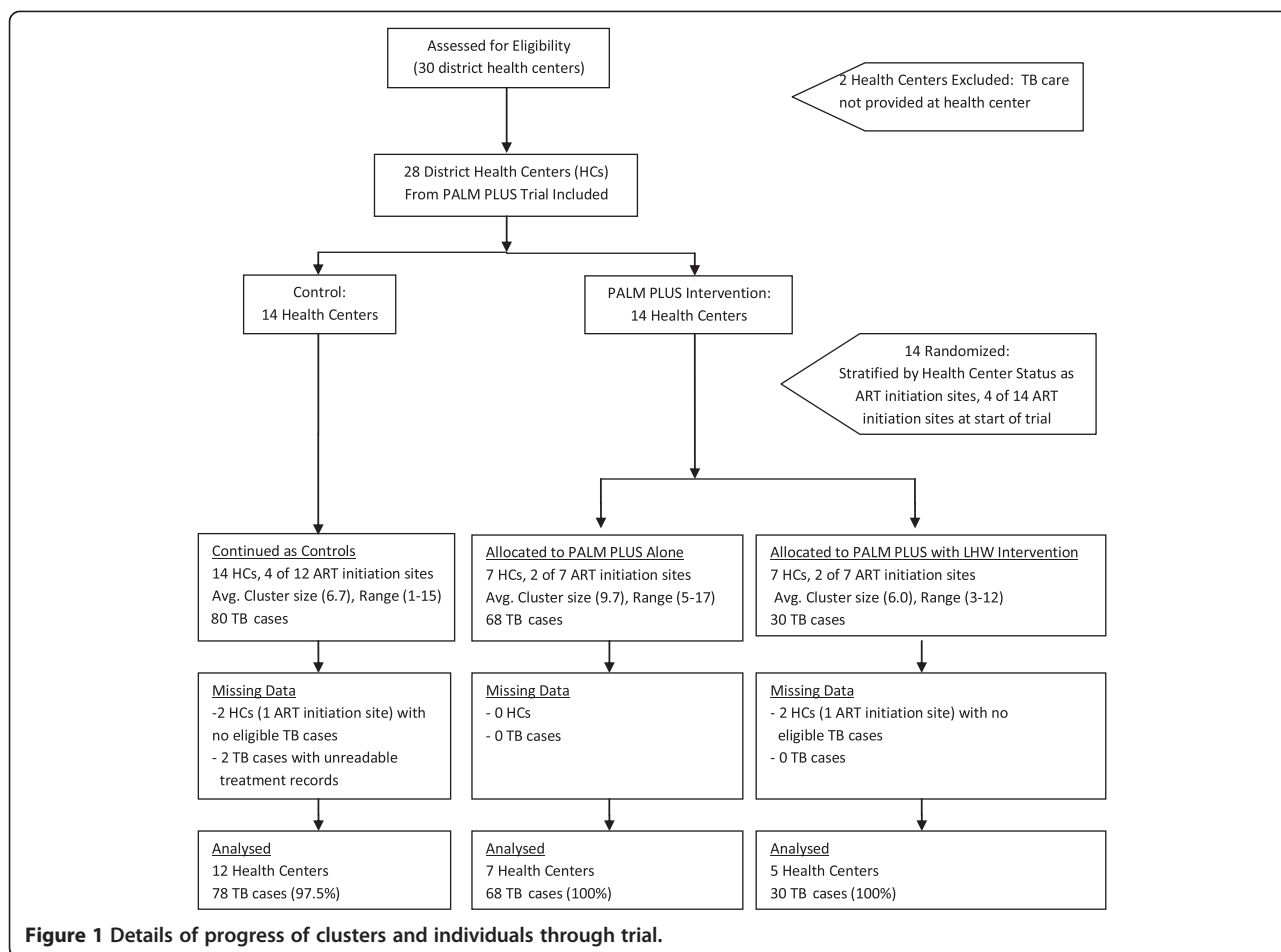 Assessed for Eligibility
(30 district health centers)
2 Health Centers Excluded: TB care
not provided at health center
28 District Health Centers (HCs)
From PALM PLUS Trial Included
Control:
14 Health Centers
PALM PLUS Intervention:
14 Health Centers
14 Randomized:
Stratified by Health Center Status as
ART initiation sites, 4 of 14 ART
initiation sites at start of trial
Continued as Controls
14 HCs, 4 of 12 ART initiation sites
Avg. Cluster size (6.7), Range (1-15)
80 TB cases
Allocated to PALM PLUS Alone
7 HCs, 2 of 7 ART initiation sites
Avg. Cluster size (9.7), Range (5-17)
68 TB cases
Allocated to PALM PLUS with LHW Intervention
7 HCs, 2 of 7 ART initiation sites
Avg. Cluster size (6.0), Range (3-12)
30 TB cases
Missing Data
-2 HCs (1 ART initiation site) with
no eligible TB cases
- 2 TB cases with unreadable
treatment records
Missing Data
- 0 HCs
- 0 TB cases
Missing Data
- 2 HCs (1 ART initiation site) with no
eligible TB cases
- 0 TB cases
Analysed
12 Health Centers
78 TB cases (97.5%)
Analysed
7 Health Centers
68 TB cases (100%)
Analysed
5 Health Centers
30 TB cases (100%)
Figure 1 Details of progress of clusters and individuals through trial.